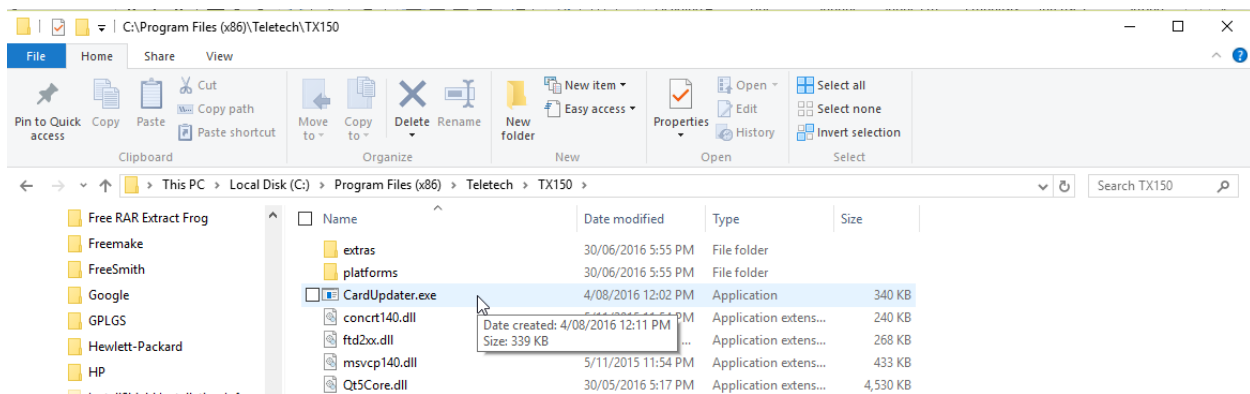 C:\Program Files (x86)\Teletech\TX150
File Home Share View
Pin to Quick access
Copy
Paste
Cut
Copy path
Paste shortcut
Clipboard
Move to
Copy to
Delete
Rename
Organize
New folder
New item
Easy access
New
Properties
Open
Edit
History
Open
Select all
Select none
Invert selection
Select
This PC > Local Disk (C:) > Program Files (x86) > Teletech > TX150 >
Search TX150
Free RAR Extract Frog
Freemake
FreeSmith
Google
GPLGS
Hewlett-Packard
HP
Name Date modified Type Size
extras 30/06/2016 5:55 PM File folder
platforms 30/06/2016 5:55 PM File folder
CardUpdater.exe 4/08/2016 12:02 PM Application 340 KB
concrt140.dll Application extens... 240 KB
Date created: 4/08/2016 12:11 PM
Size: 339 KB
ftd2xx.dll ... Application extens... 268 KB
msvcp140.dll 5/11/2015 11:54 PM Application extens... 433 KB
Qt5Core.dll 30/05/2016 5:17 PM Application extens... 4,530 KB